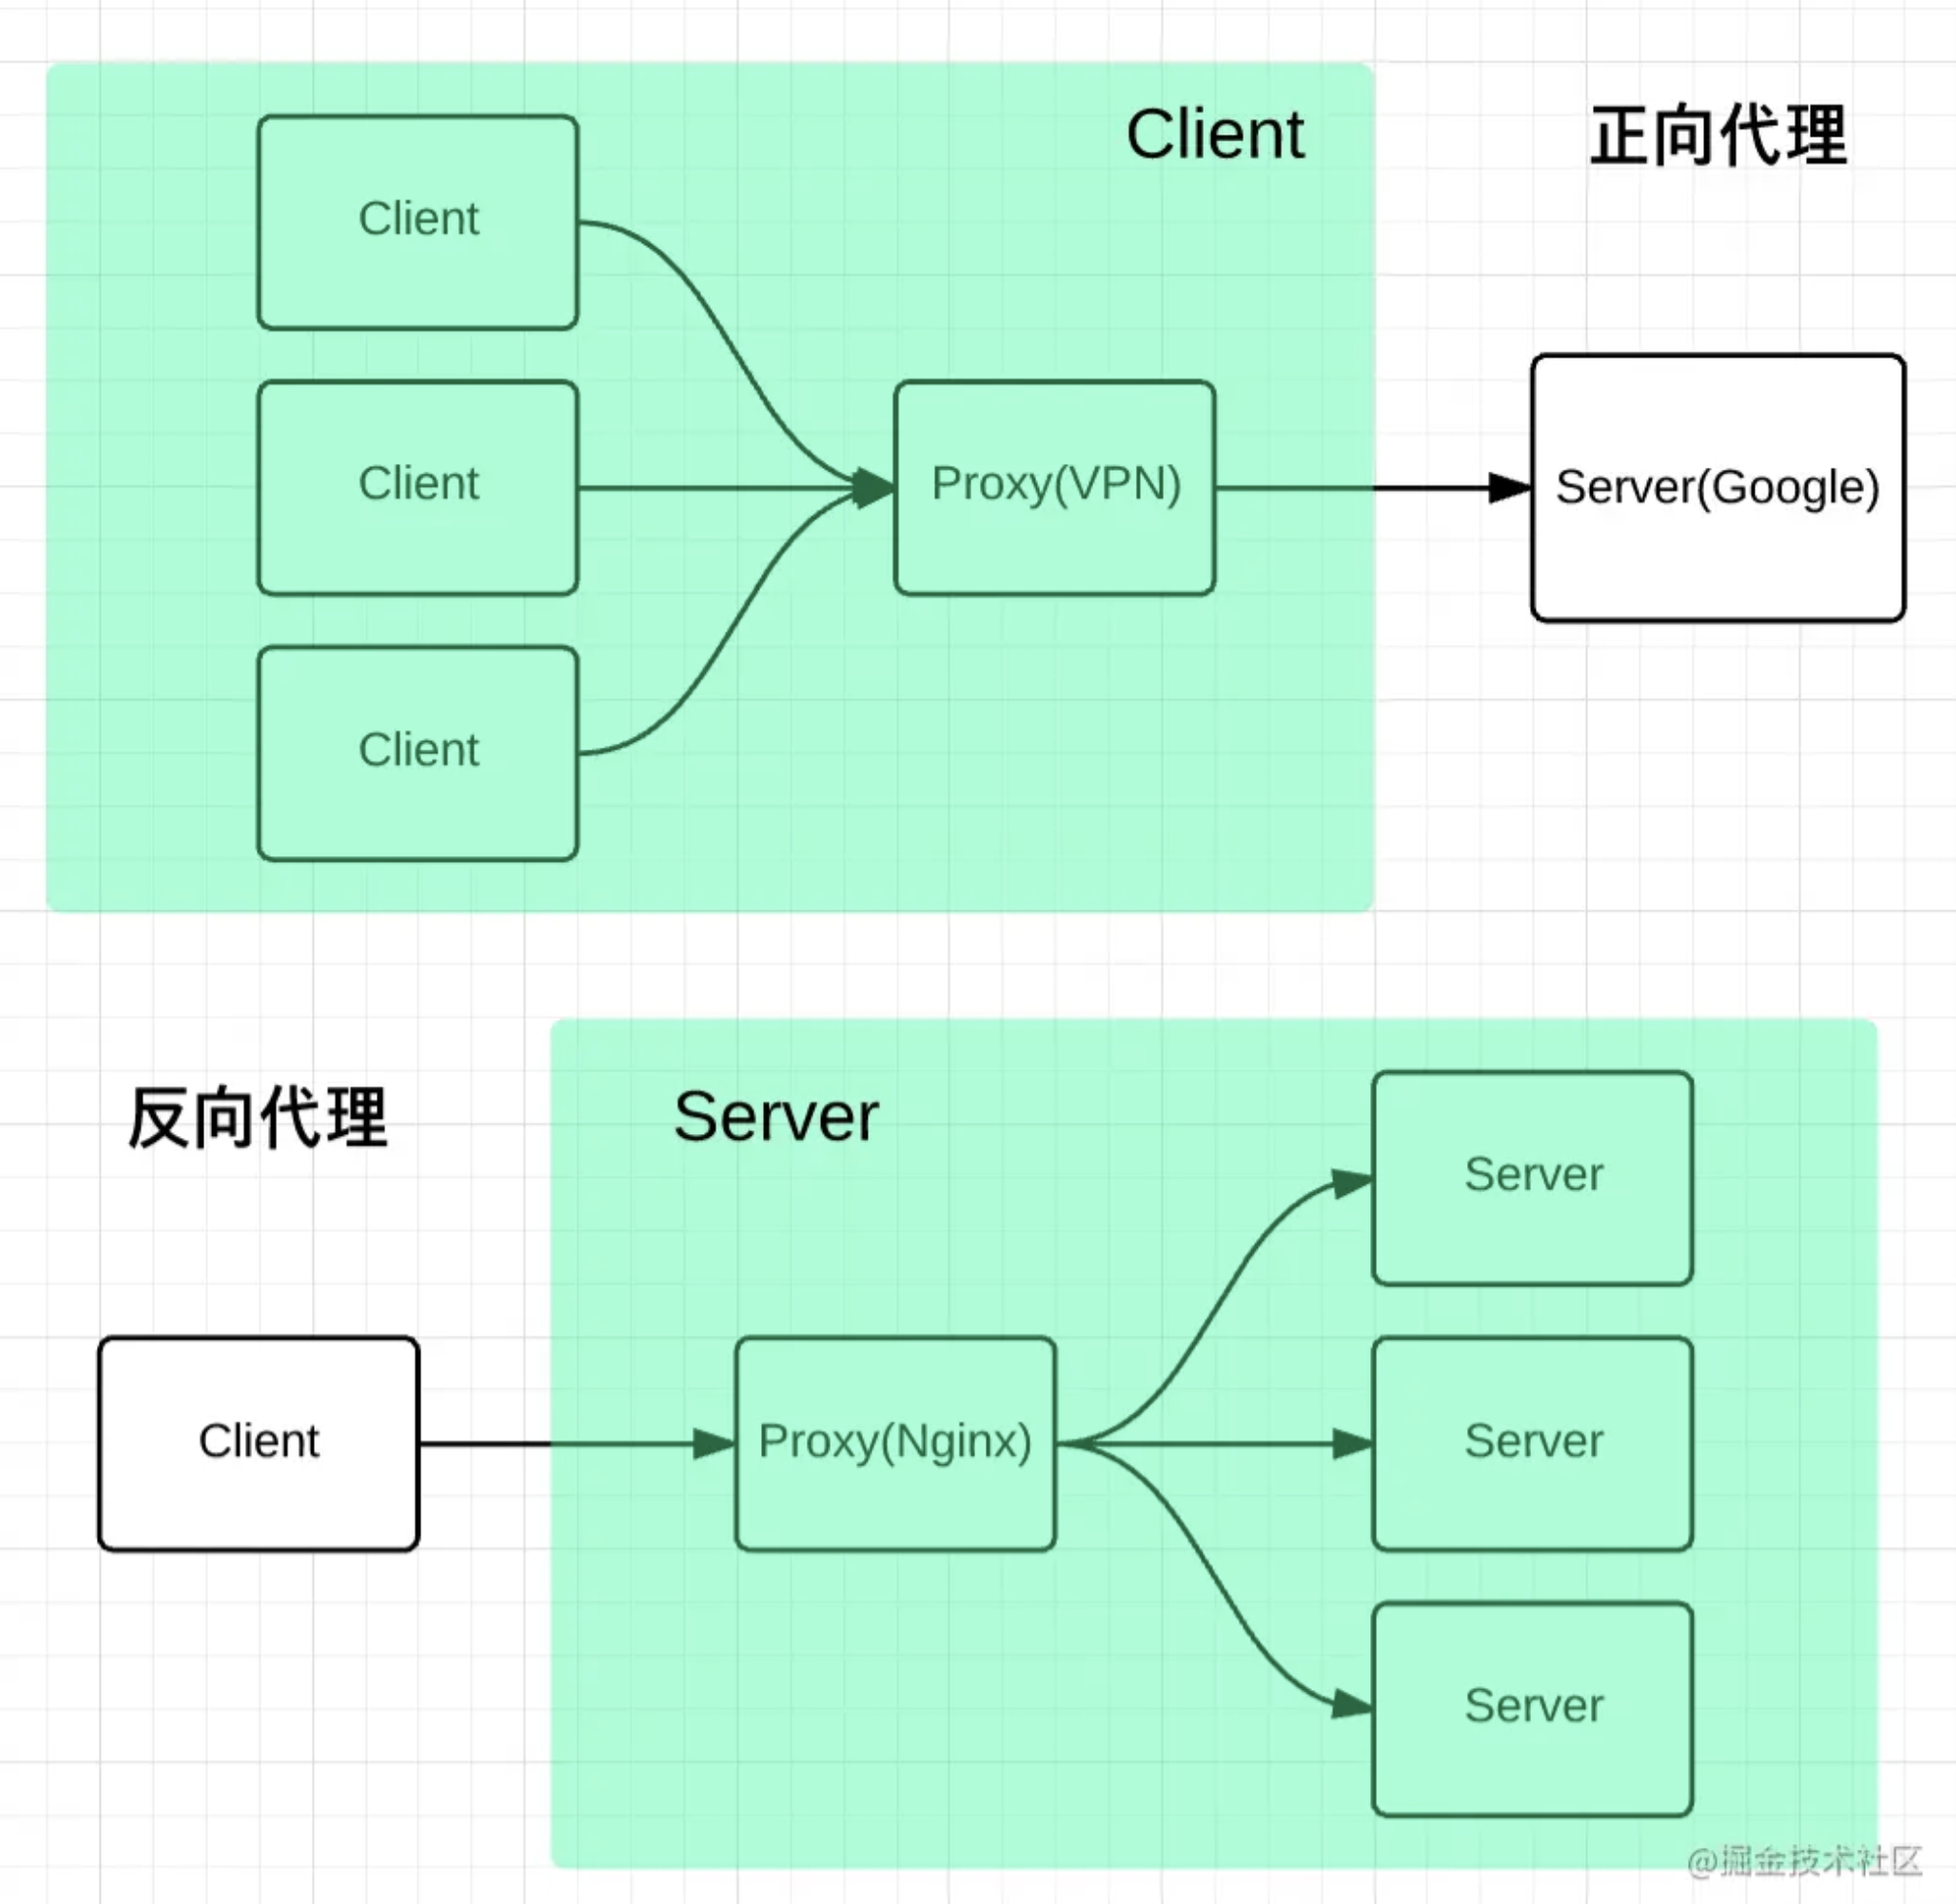 Client
正向代理
Client
Client
Proxy(VPN)
Server(Google)
Client
反向代理
Server
Server
Client
Proxy(Nginx)
Server
Server
@掘金技术社区